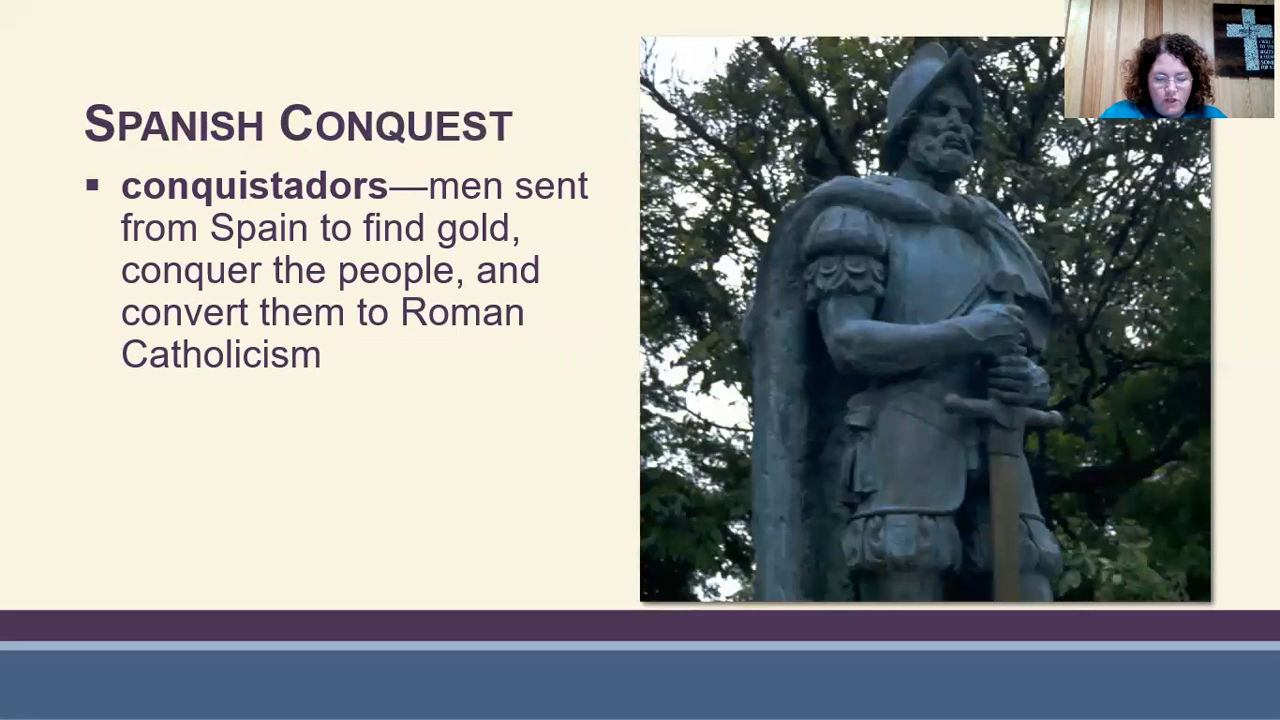 SPANISH CONQUEST
▪ conquistadors—men sent
from Spain to find gold,
conquer the people, and
convert them to Roman
Catholicism